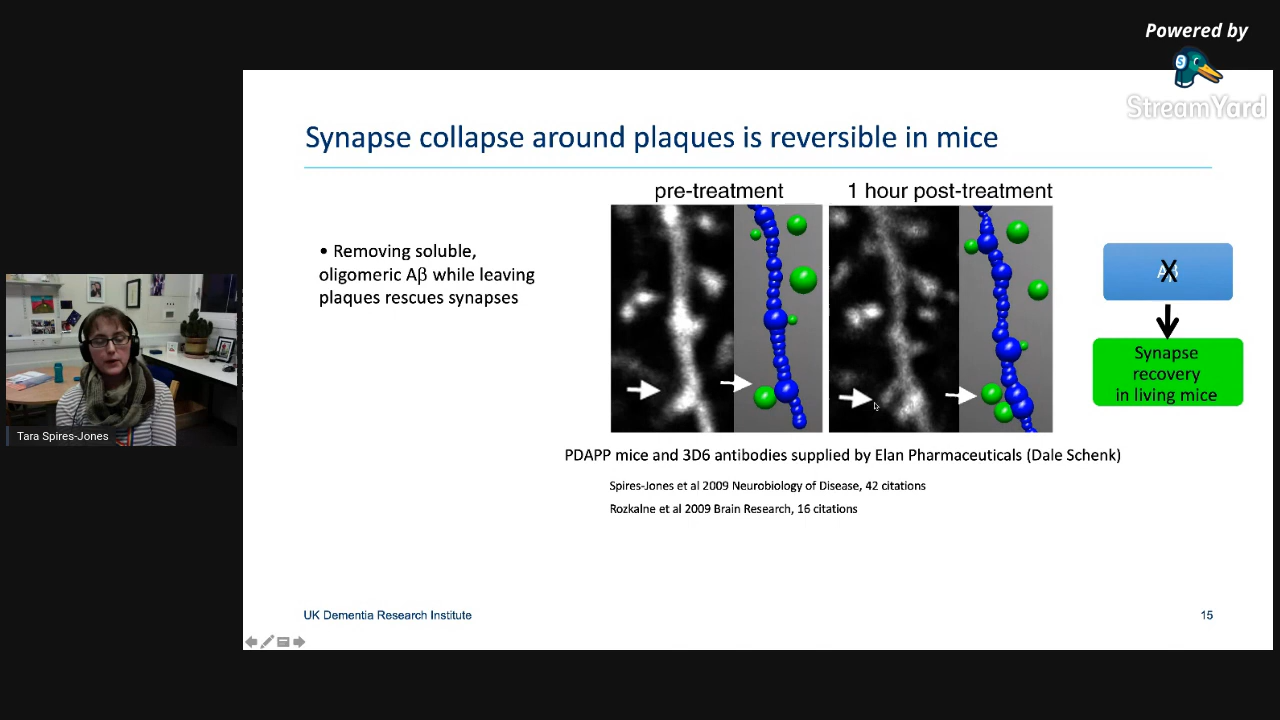 Powered by
StreamYard
Synapse collapse around plaques is reversible in mice
pre-treatment
1 hour post-treatment
• Removing soluble,
oligomeric Aβ while leaving
plaques rescues synapses
X
Synapse
recovery
in living mice
Tara Spires-Jones
PDAPP mice and 3D6 antibodies supplied by Elan Pharmaceuticals (Dale Schenk)
Spires-Jones et al 2009 Neurobiology of Disease, 42 citations
Rozkalne et al 2009 Brain Research, 16 citations
UK Dementia Research Institute
15